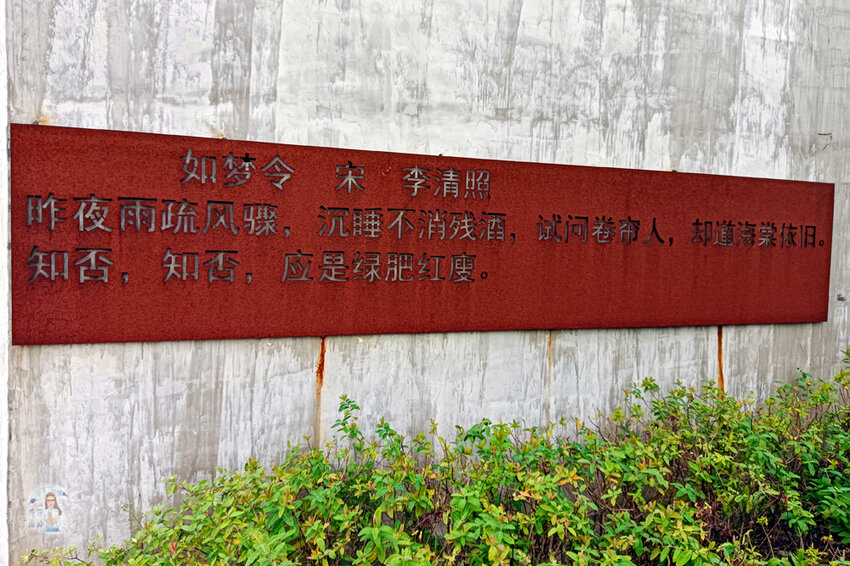 如梦令 宋 李清照
昨夜雨疏风骤，沉睡不消残酒，试问卷帘人，却道海棠依旧。
知否，知否，应是绿肥红廋。